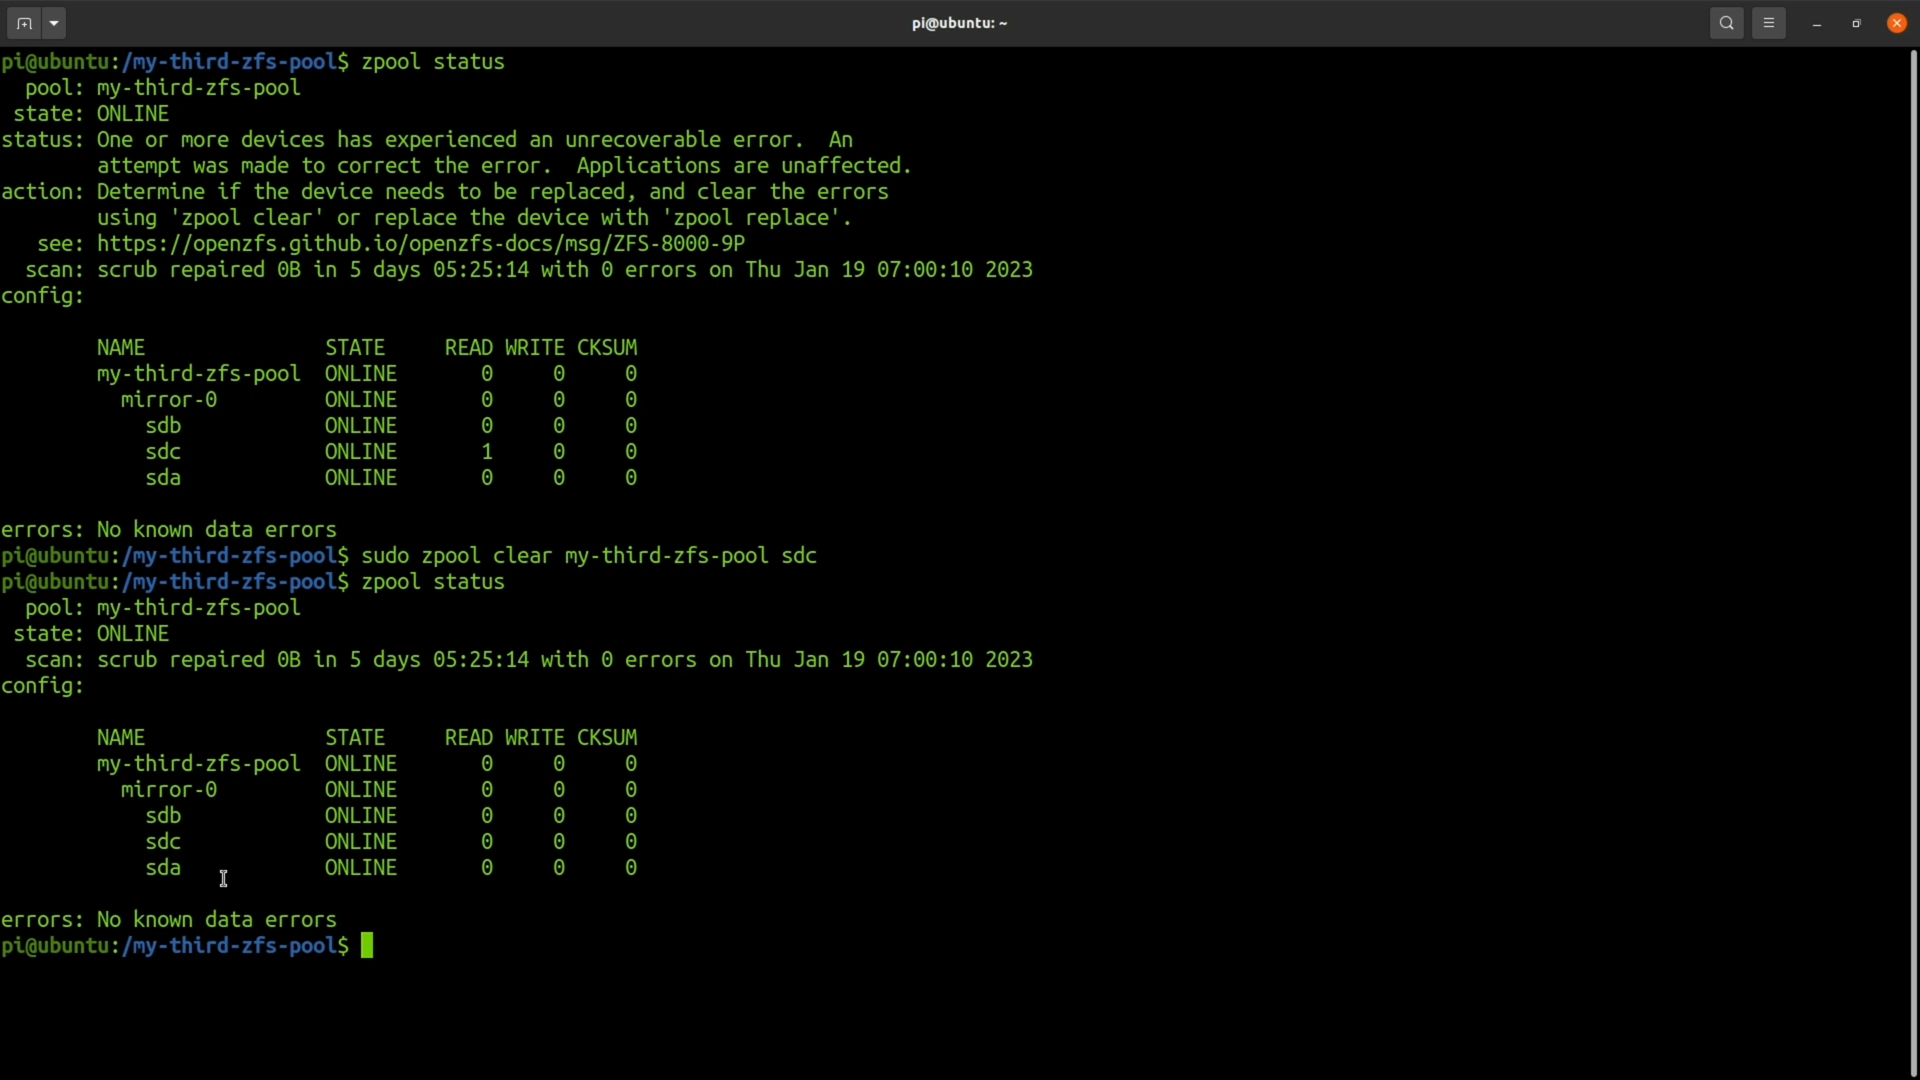 pi@ubuntu: ~
pi@ubuntu:/my-third-zfs-pool$ zpool status
  pool: my-third-zfs-pool
 state: ONLINE
status: One or more devices has experienced an unrecoverable error.  An
        attempt was made to correct the error.  Applications are unaffected.
action: Determine if the device needs to be replaced, and clear the errors
        using 'zpool clear' or replace the device with 'zpool replace'.
   see: https://openzfs.github.io/openzfs-docs/msg/ZFS-8000-9P
  scan: scrub repaired 0B in 5 days 05:25:14 with 0 errors on Thu Jan 19 07:00:10 2023
config:

        NAME               STATE     READ WRITE CKSUM
        my-third-zfs-pool  ONLINE       0     0     0
          mirror-0         ONLINE       0     0     0
            sdb            ONLINE       0     0     0
            sdc            ONLINE       1     0     0
            sda            ONLINE       0     0     0

errors: No known data errors
pi@ubuntu:/my-third-zfs-pool$ sudo zpool clear my-third-zfs-pool sdc
pi@ubuntu:/my-third-zfs-pool$ zpool status
  pool: my-third-zfs-pool
 state: ONLINE
  scan: scrub repaired 0B in 5 days 05:25:14 with 0 errors on Thu Jan 19 07:00:10 2023
config:

        NAME               STATE     READ WRITE CKSUM
        my-third-zfs-pool  ONLINE       0     0     0
          mirror-0         ONLINE       0     0     0
            sdb            ONLINE       0     0     0
            sdc            ONLINE       0     0     0
            sda            ONLINE       0     0     0

errors: No known data errors
pi@ubuntu:/my-third-zfs-pool$